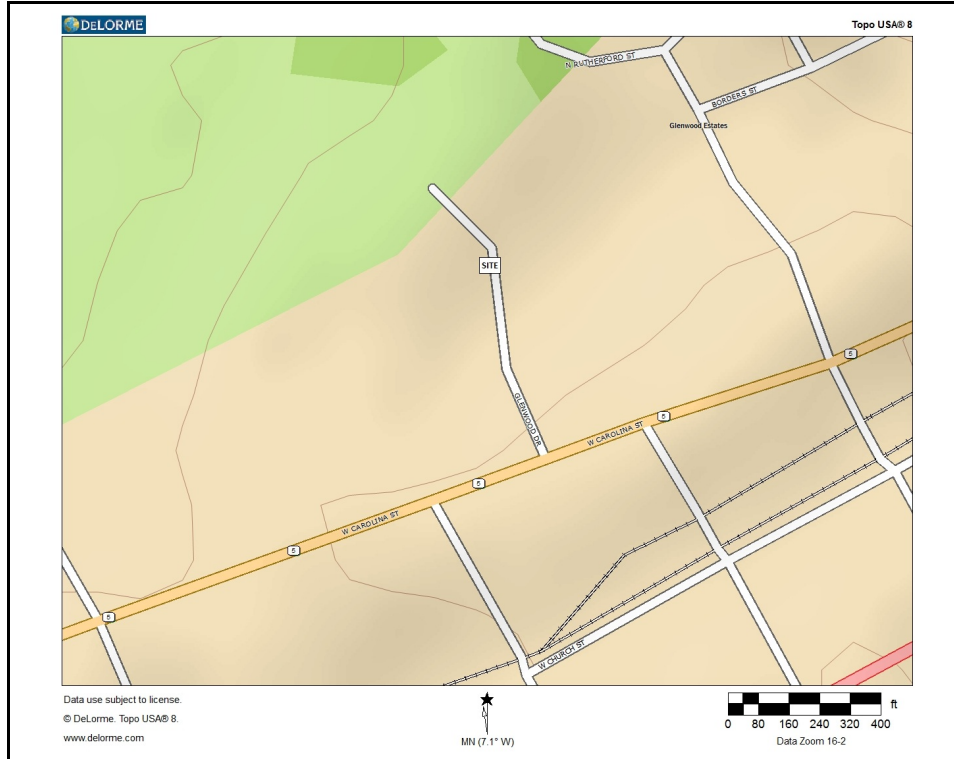 DELORME
Topo USA® 8
N RUTHERFORD ST
BORDERS ST
Glenwood Estates
SITE
5
GLENWOOD DR
5
W CAROLINA ST
5
W CAROLINA ST
5
5
W CHURCH ST
Data use subject to license.
© DeLorme. Topo USA® 8.
www.delorme.com
MN (7.1° W)
ft
0 80 160 240 320 400
Data Zoom 16-2